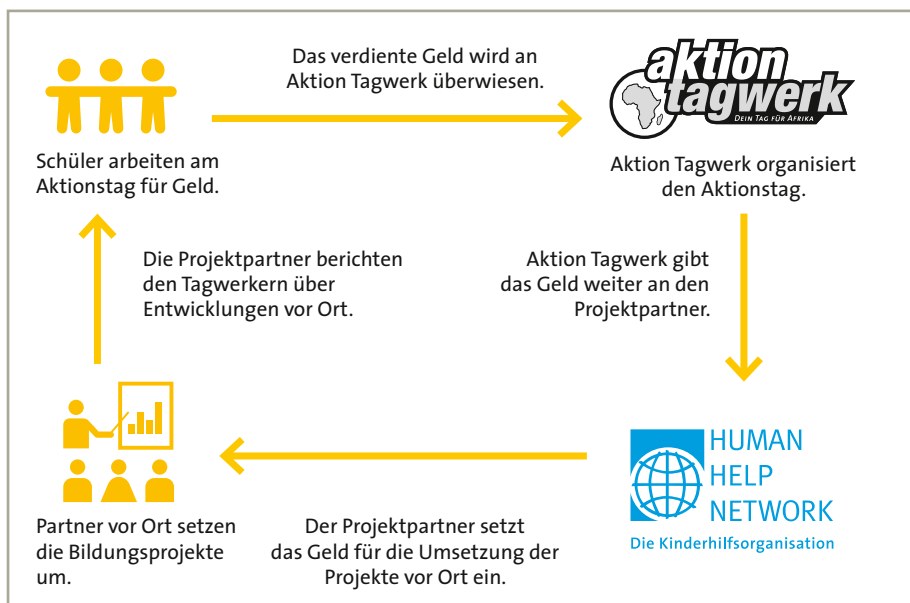 Das verdiente Geld wird an
Aktion Tagwerk überwiesen.
aktion
tagwerk
DEIN TAG FÜR AFRIKA
Schüler arbeiten am
Aktionstag für Geld.
Aktion Tagwerk organisiert
den Aktionstag.
Die Projektpartner berichten
den Tagwerkern über
Entwicklungen vor Ort.
Aktion Tagwerk gibt
das Geld weiter an den
Projektpartner.
HUMAN
HELP
NETWORK
Die Kinderhilfsorganisation
Partner vor Ort setzen
die Bildungsprojekte
um.
Der Projektpartner setzt
das Geld für die Umsetzung der
Projekte vor Ort ein.